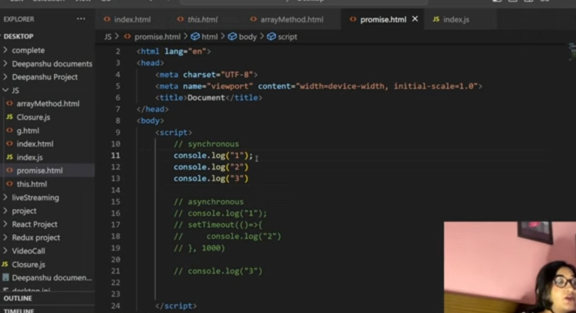 index.html
this.html
arrayMethod.html
promise.html
index.js
EXPLORER
JS > promise.html > html > body > script
DESKTOP
complete
Deepanshu documents
Deepanshu Project
JS
arrayMethod.html
Closure.js
g.html
index.html
index.js
promise.html
this.html
liveStreaming
project
React Project
Redux project
VideoCall
Closure.js
Deepanshu documen...
OUTLINE
2 <html lang="en">
3 <head>
4 <meta charset="UTF-8">
5 <meta name="viewport" content="width=device-width, initial-scale=1.0">
6 <title>Document</title>
7 </head>
8 <body>
9 <script>
10 // synchronous
11 console.log("1");
12 console.log("2")
13 console.log("3")
14
15 // asynchronous
16 // console.log("1");
17 // setTimeout(()=>{
18 // console.log("2")
19 // }, 1000)
20
21 // console.log("3")
22
23
24 </script>